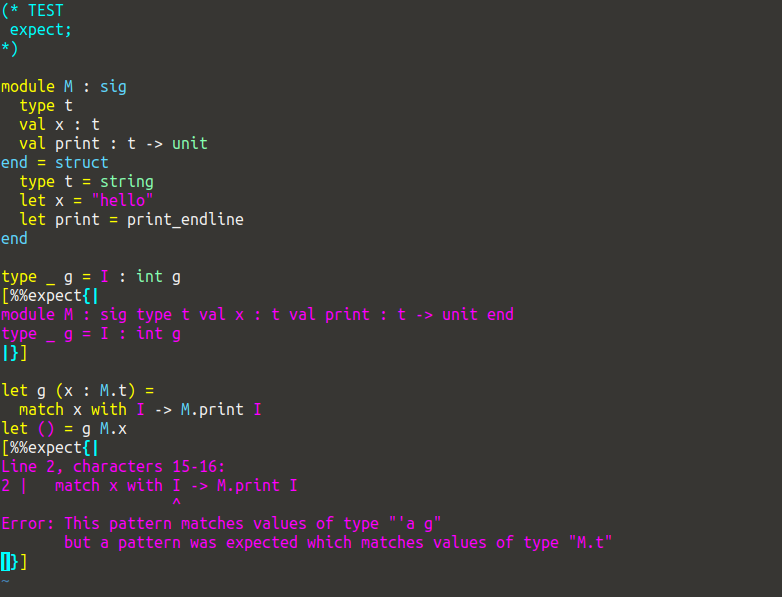 (* TEST
 expect;
*)

module M : sig
  type t
  val x : t
  val print : t -> unit
end = struct
  type t = string
  let x = "hello"
  let print = print_endline
end

type _ g = I : int g
[%%expect{|
module M : sig type t val x : t val print : t -> unit end
type _ g = I : int g
|}]

let g (x : M.t) =
  match x with I -> M.print I
let () = g M.x
[%%expect{|
Line 2, characters 15-16:
2 |   match x with I -> M.print I
                   ^
Error: This pattern matches values of type "'a g"
       but a pattern was expected which matches values of type "M.t"
|}]
~